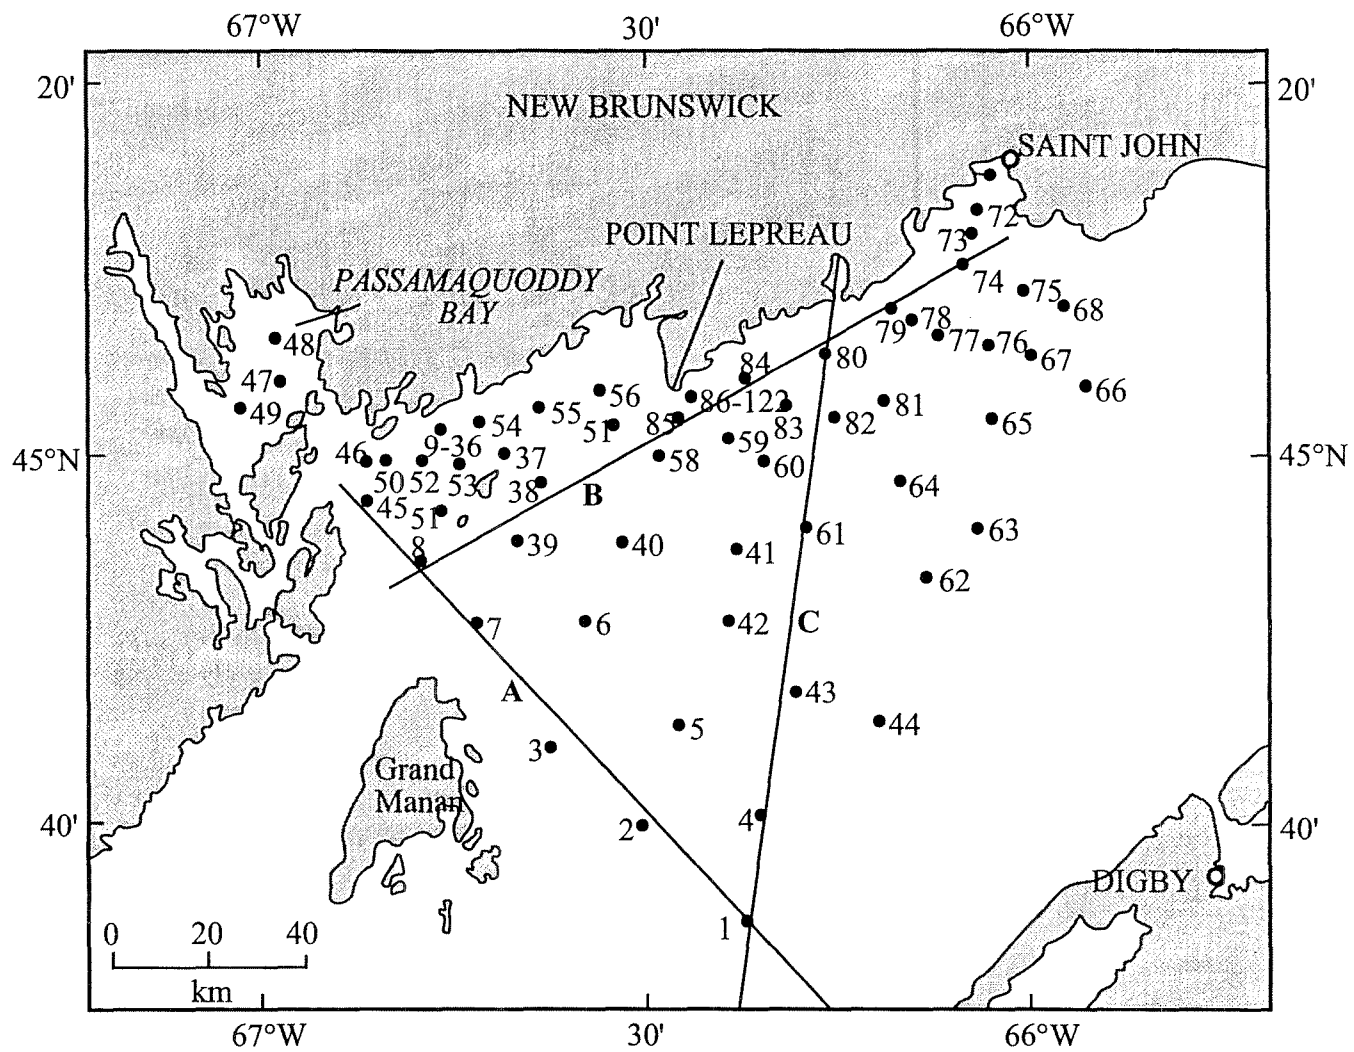 67°W 30' 66°W
20' 20'
NEW BRUNSWICK
SAINT JOHN
72
POINT LEPREAU 73
PASSAMAQUODDY
BAY
74 75 68
48 79 78 77 76 67
84 80
47 66
49 56 86-122 81
54 55 51 85 83 82 65
46 9-36 37 59
45°N 58 60 45°N
50 52 53 38 B 64
45 51
8 39 40 41 61 63
62
7 6 42 C
A 43
3 5 44
Grand
Manan
40' 2 4 40'
DIGBY
1
0 20 40
km
67°W 30' 66°W